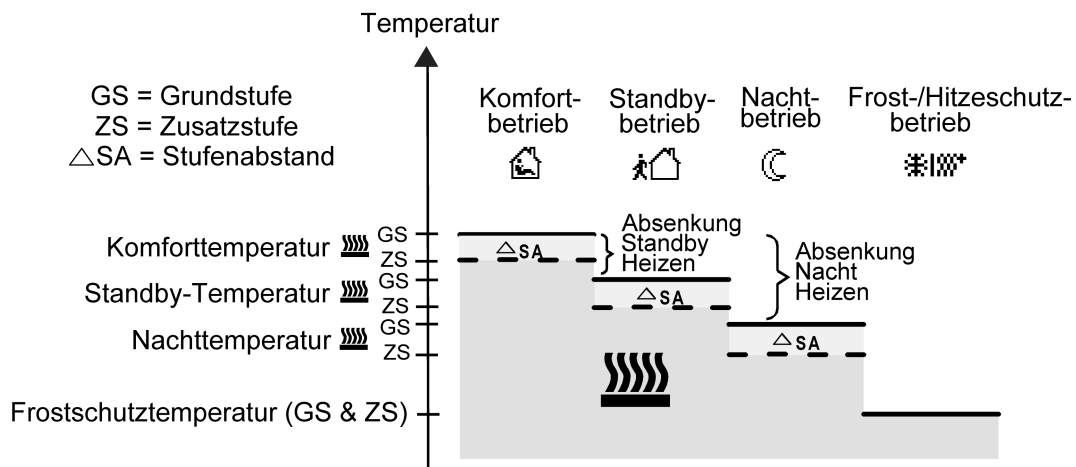 Temperatur
GS = Grundstufe
ZS = Zusatzstufe
△SA = Stufenabstand
Komfort-
betrieb
Standby-
betrieb
Nacht-
betrieb
Frost-/Hitzeschutz-
betrieb
Komforttemperatur
GS
ZS
Standby-Temperatur
GS
ZS
Nachttemperatur
GS
ZS
Frostschutztemperatur (GS & ZS)
△SA
Absenkung
Standby
Heizen
△SA
Absenkung
Nacht
Heizen
△SA